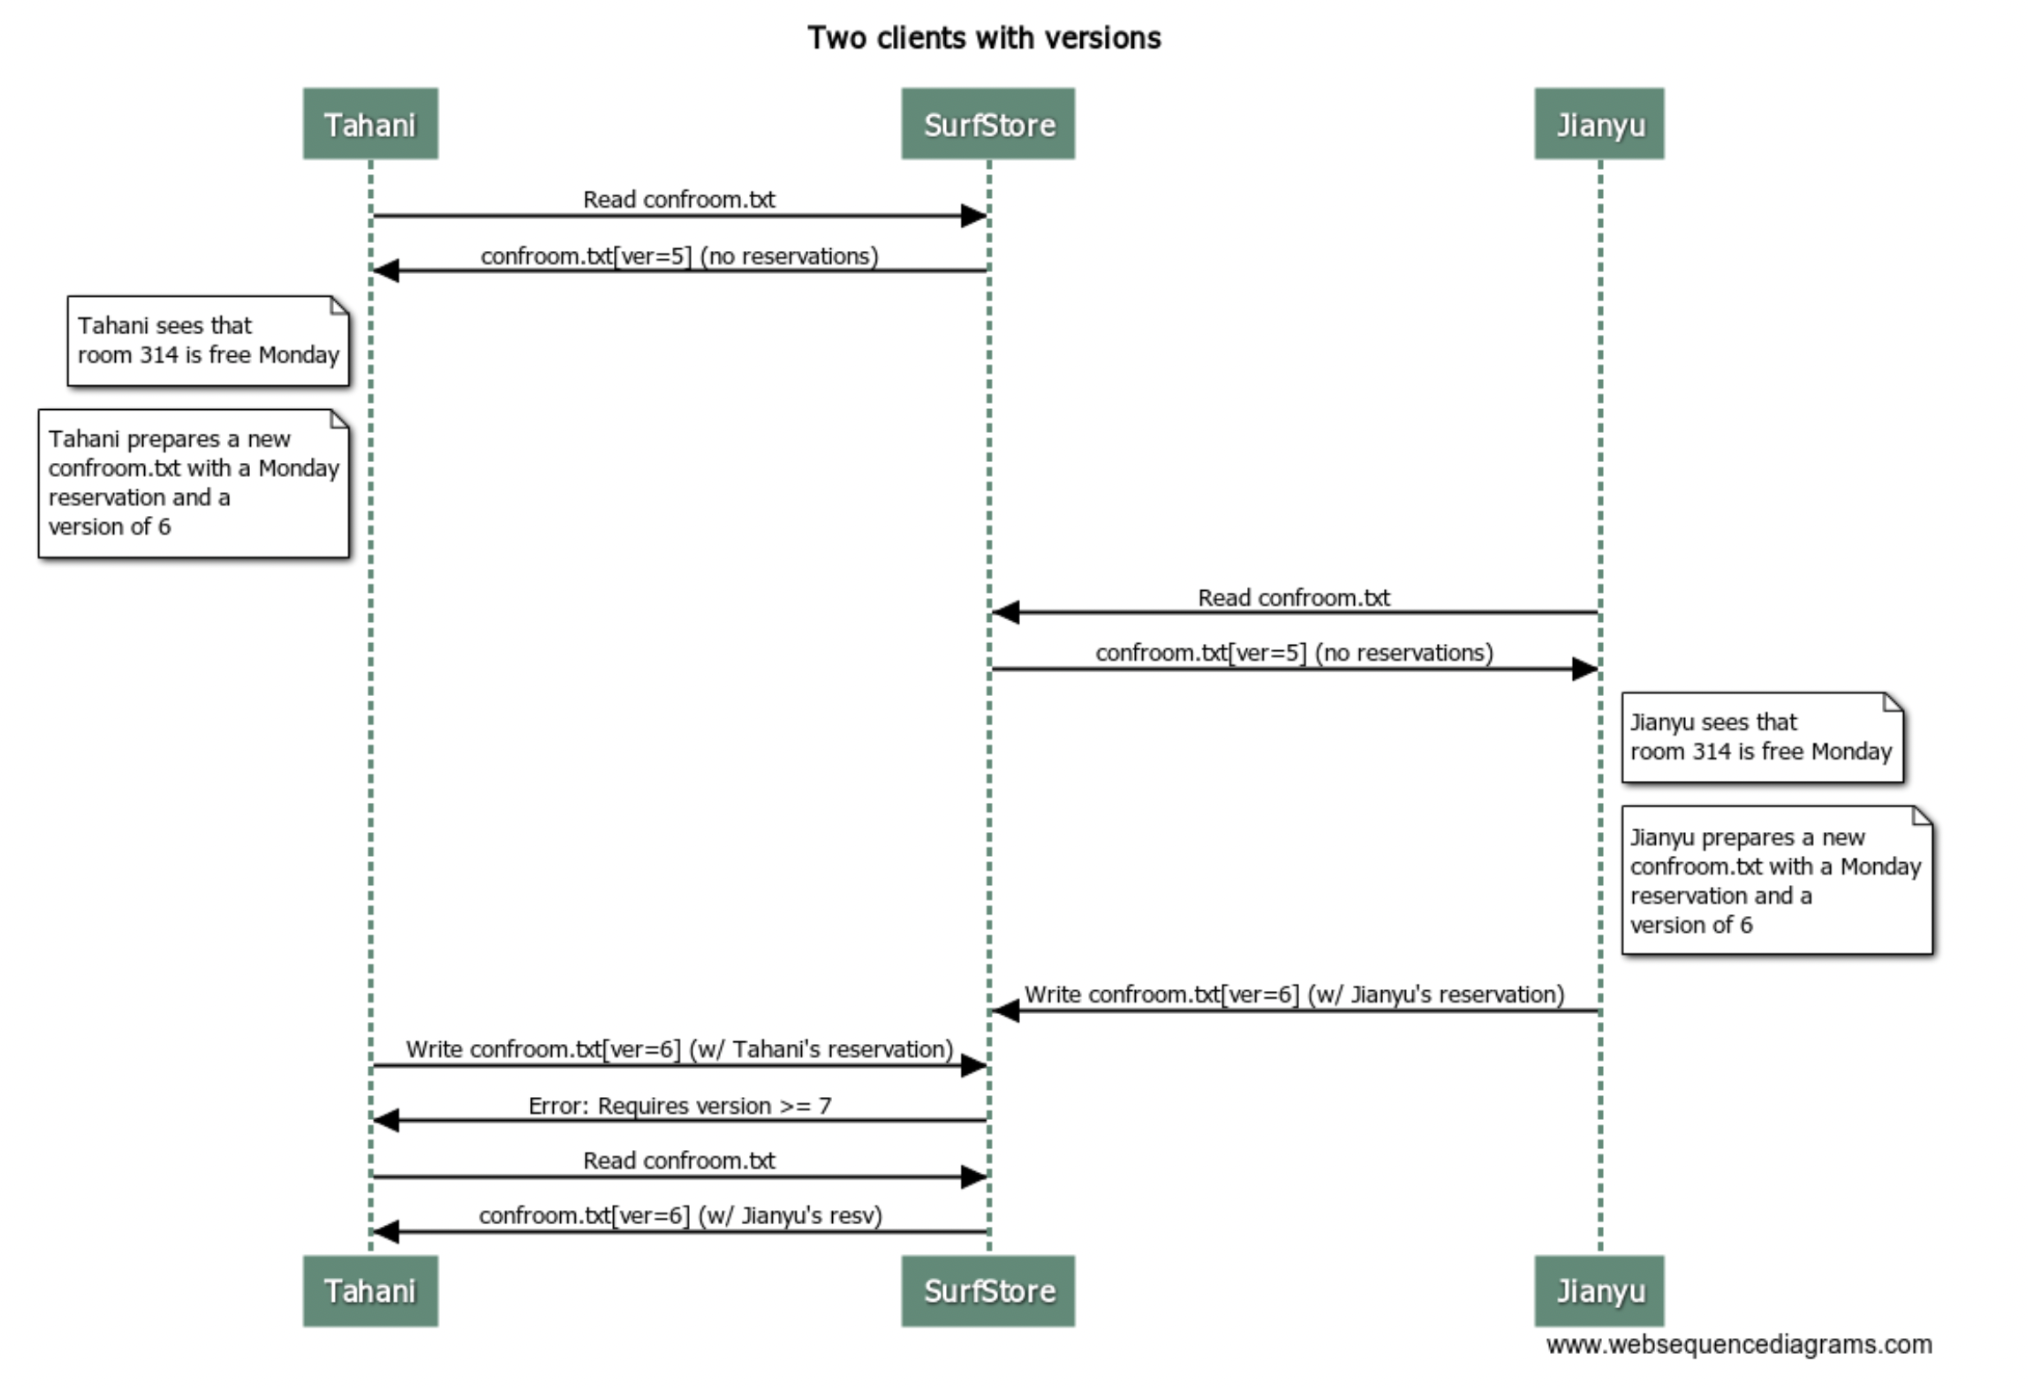 Two clients with versions
Tahani
SurfStore
Jianyu
Read confroom.txt
confroom.txt[ver=5] (no reservations)
Tahani sees that
room 314 is free Monday
Tahani prepares a new
confroom.txt with a Monday
reservation and a
version of 6
Read confroom.txt
confroom.txt[ver=5] (no reservations)
Jianyu sees that
room 314 is free Monday
Jianyu prepares a new
confroom.txt with a Monday
reservation and a
version of 6
Write confroom.txt[ver=6] (w/ Jianyu's reservation)
Write confroom.txt[ver=6] (w/ Tahani's reservation)
Error: Requires version >= 7
Read confroom.txt
confroom.txt[ver=6] (w/ Jianyu's resv)
Tahani
SurfStore
Jianyu
www.websequencediagrams.com